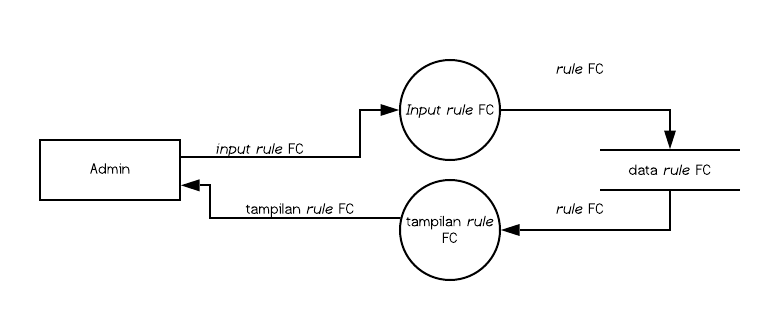 rule FC
Input rule FC
input rule FC
Admin
data rule FC
rule FC
tampilan rule FC
tampilan rule
FC